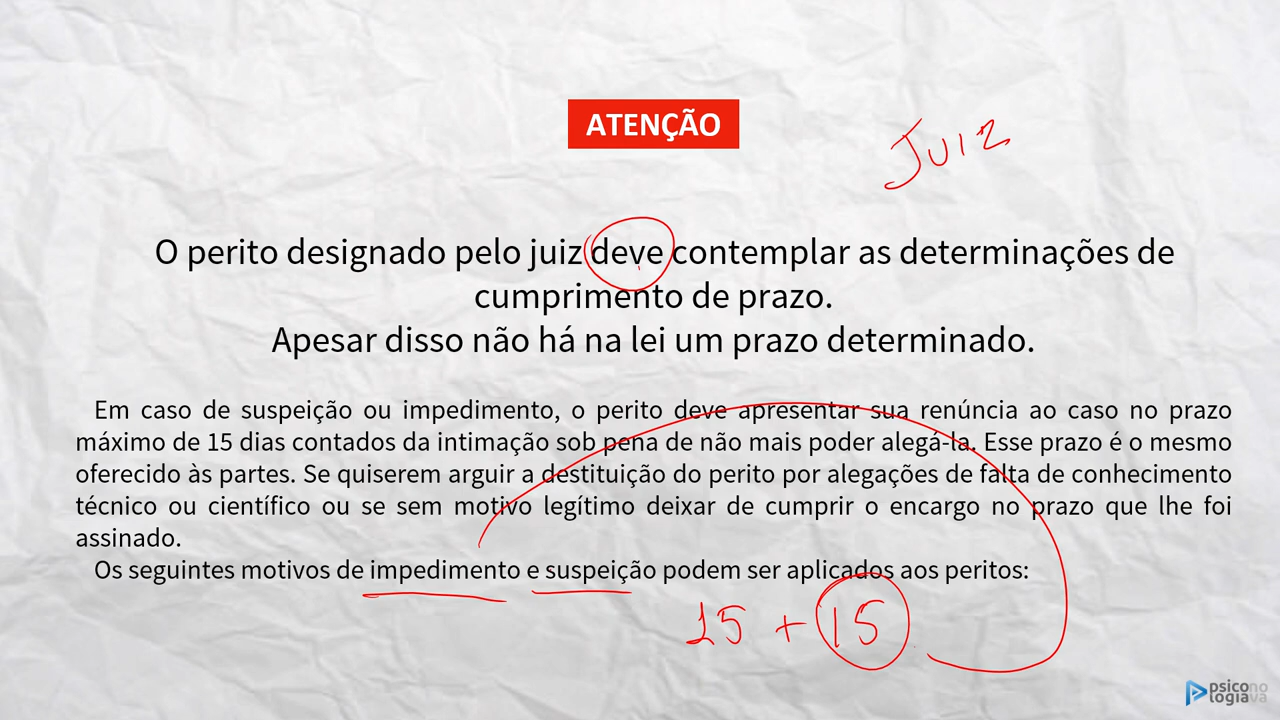 ATENÇÃO
JUIZ
O perito designado pelo juiz deve contemplar as determinações de
cumprimento de prazo.
Apesar disso não há na lei um prazo determinado.
Em caso de suspeição ou impedimento, o perito deve apresentar sua renúncia ao caso no prazo
máximo de 15 dias contados da intimação sob pena de não mais poder alegá-la. Esse prazo é o mesmo
oferecido às partes. Se quiserem arguir a destituição do perito por alegações de falta de conhecimento
técnico ou científico ou se sem motivo legítimo deixar de cumprir o encargo no prazo que lhe foi
assinado.
Os seguintes motivos de impedimento e suspeição podem ser aplicados aos peritos:
15 + 15
psicono
logiava